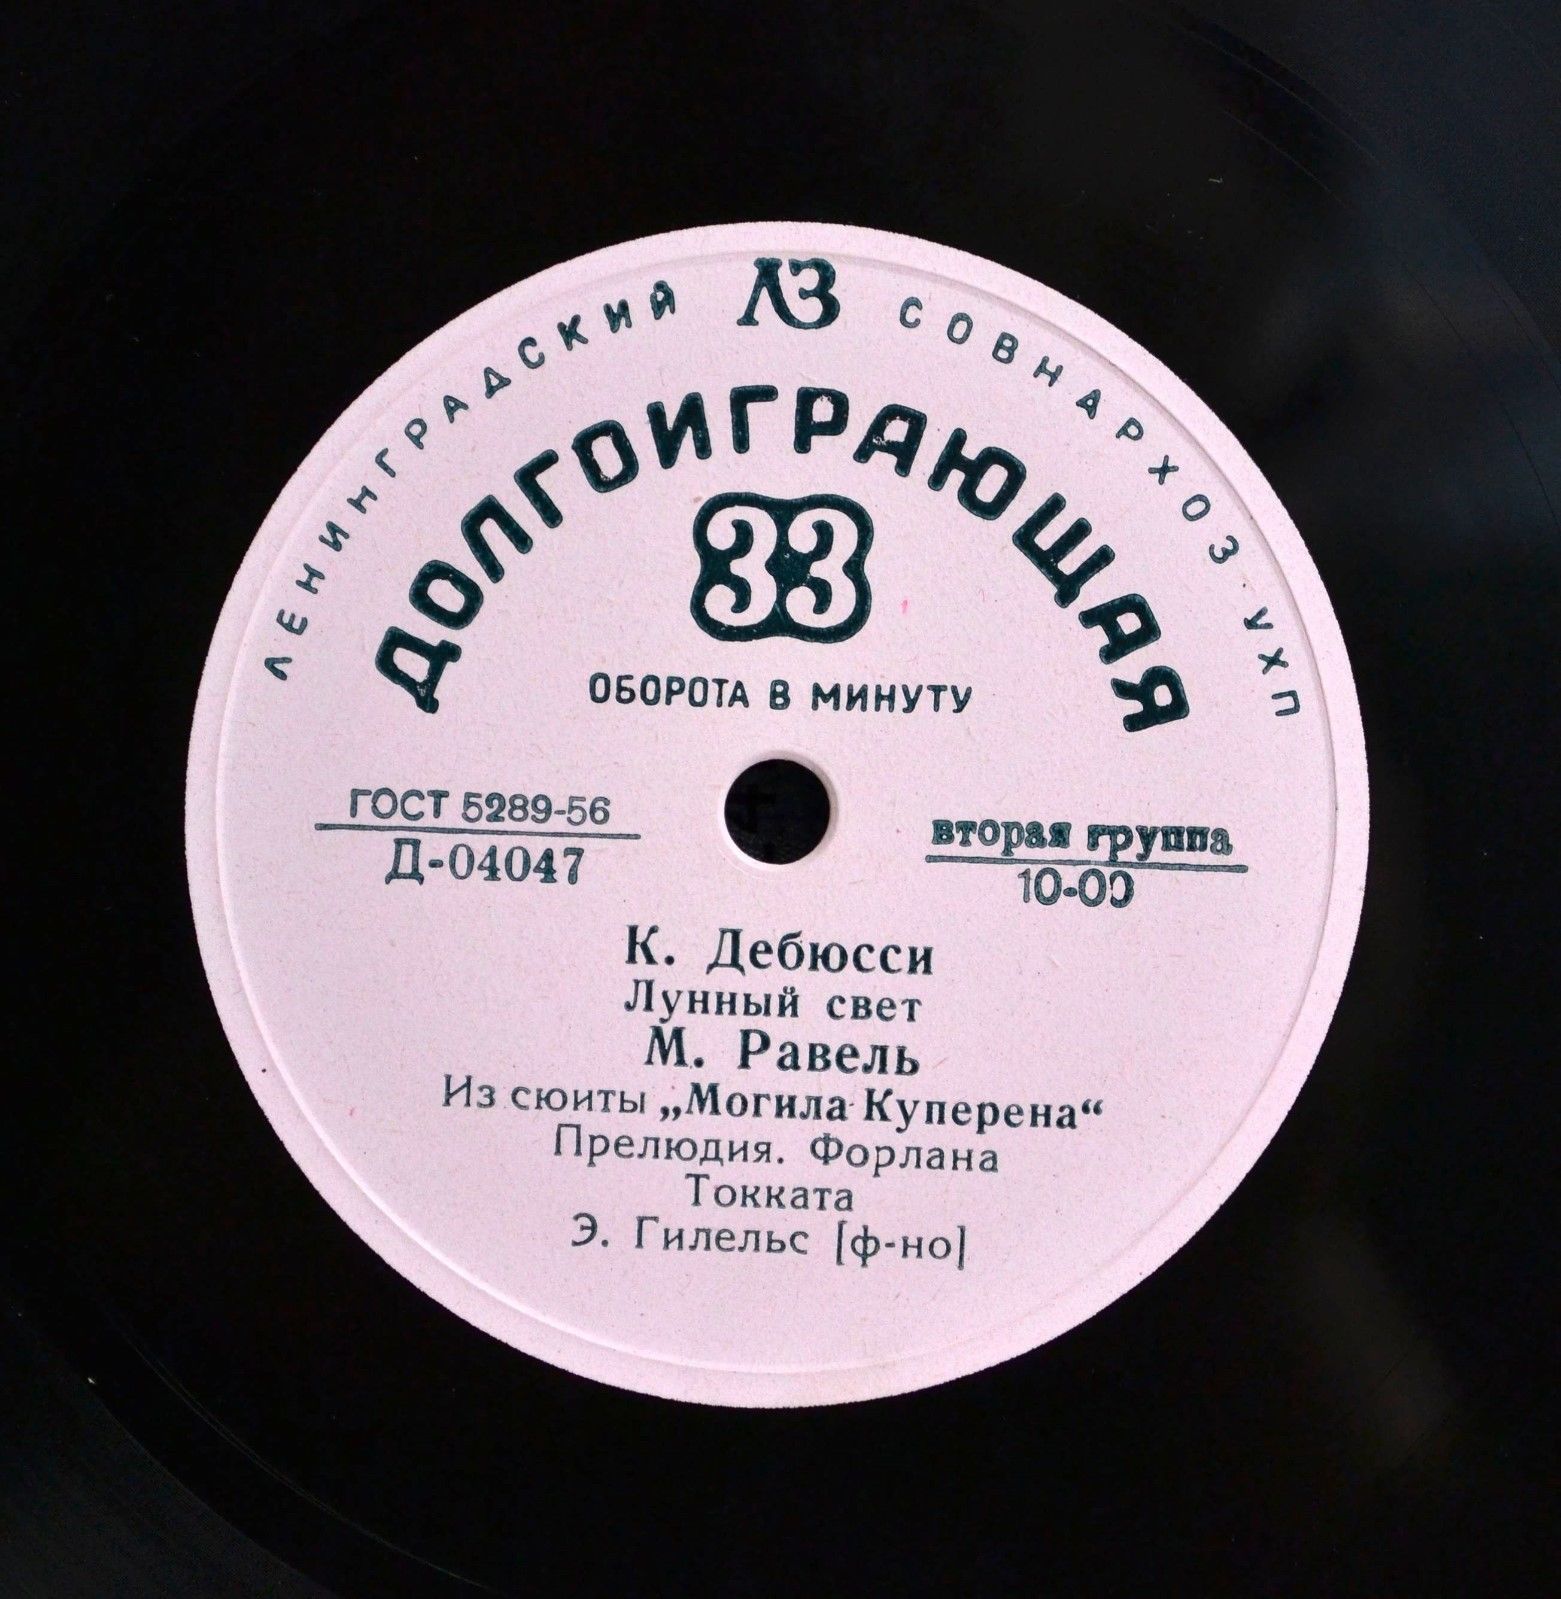 ЛЕНИНГРАДСКИЙ ЛЗ СОВНАРХОЗ УХП
ДОЛГОИГРАЮЩАЯ
33
ОБОРОТА В МИНУТУ
ГОСТ 5289-56
Д-04047
вторая группа
10-00
К. Дебюсси
Лунный свет
М. Равель
Из сюиты „Могила Куперена“
Прелюдия. Форлана
Токката
Э. Гилельс [ф-но]